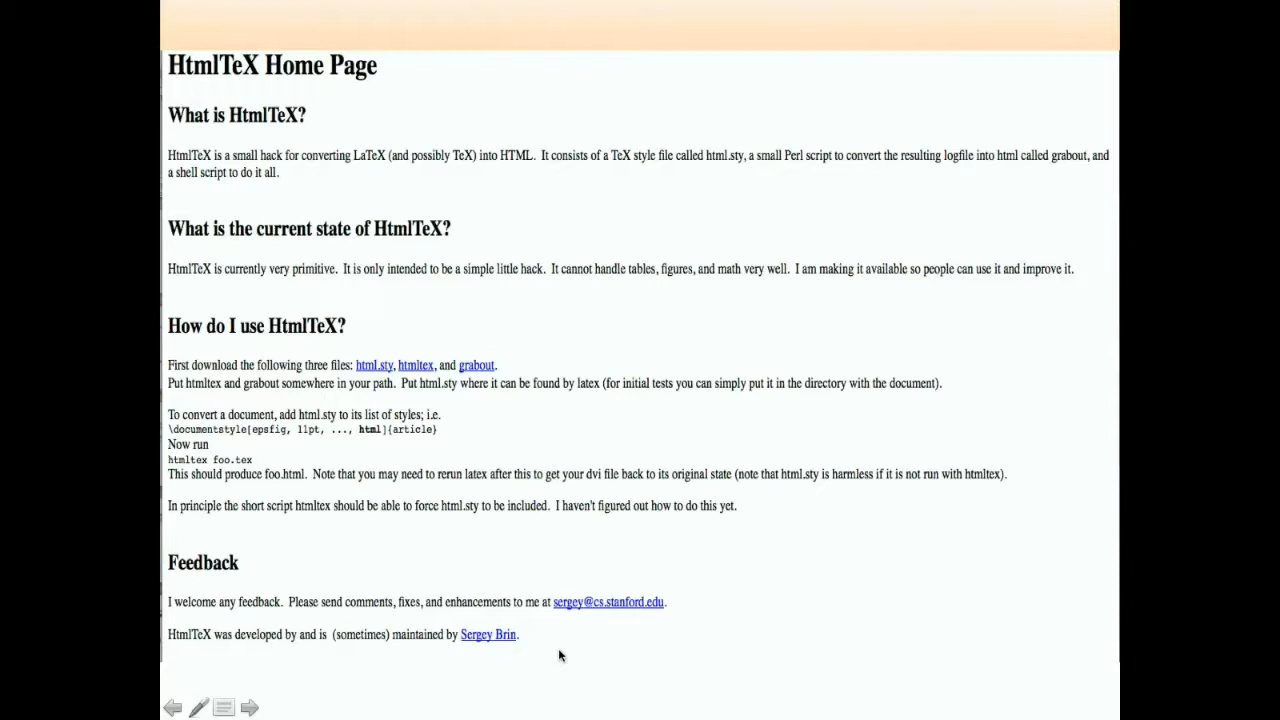 HtmlTeX Home Page
What is HtmlTeX?
HtmlTeX is a small hack for converting LaTeX (and possibly TeX) into HTML. It consists of a TeX style file called html.sty, a small Perl script to convert the resulting logfile into html called grabout, and
a shell script to do it all.
What is the current state of HtmlTeX?
HtmlTeX is currently very primitive. It is only intended to be a simple little hack. It cannot handle tables, figures, and math very well. I am making it available so people can use it and improve it.
How do I use HtmlTeX?
First download the following three files: html.sty, htmltex, and grabout.
Put htmltex and grabout somewhere in your path. Put html.sty where it can be found by latex (for initial tests you can simply put it in the directory with the document).
To convert a document, add html.sty to its list of styles; i.e.
\documentstyle[epsfig, 11pt, ..., html]{article}
Now run
htmltex foo.tex
This should produce foo.html. Note that you may need to rerun latex after this to get your dvi file back to its original state (note that html.sty is harmless if it is not run with htmltex).
In principle the short script htmltex should be able to force html.sty to be included. I haven't figured out how to do this yet.
Feedback
I welcome any feedback. Please send comments, fixes, and enhancements to me at sergey@cs.stanford.edu.
HtmlTeX was developed by and is (sometimes) maintained by Sergey Brin.